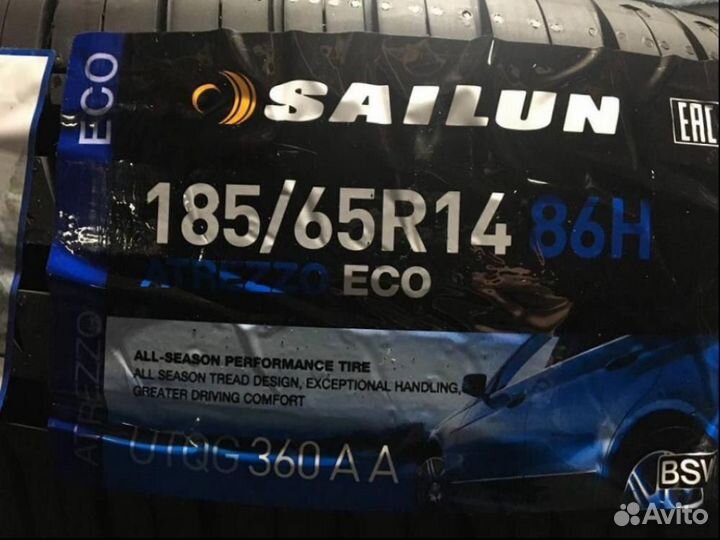 ECO
SAILUN
EAC
185/65R14 86H
ATREZZO ECO
ATREZZO
ALL-SEASON PERFORMANCE TIRE
ALL SEASON TREAD DESIGN, EXCEPTIONAL HANDLING,
GREATER DRIVING COMFORT
UTQG 360 A A
BSW
Avito